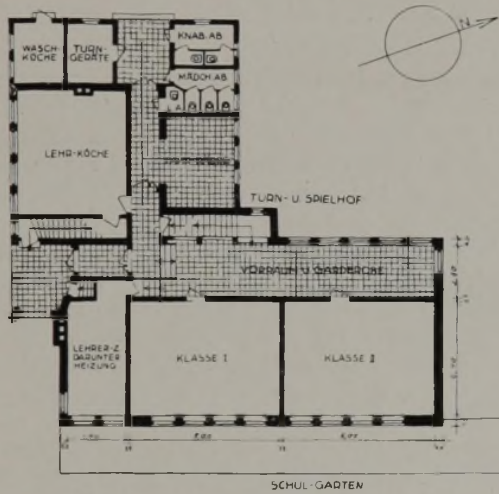 KNAB. AB.
N
WASCH-
KÜCHE
TURN-
GERÄTE
MÄDCH. AB.
LEHR-KÜCHE
TURN- U. SPIELHOF
VORRAUM U. GARDEROBE
LEHRER-Z.
DARUNTER
HEIZUNG
KLASSE I
KLASSE II
SCHUL-GARTEN